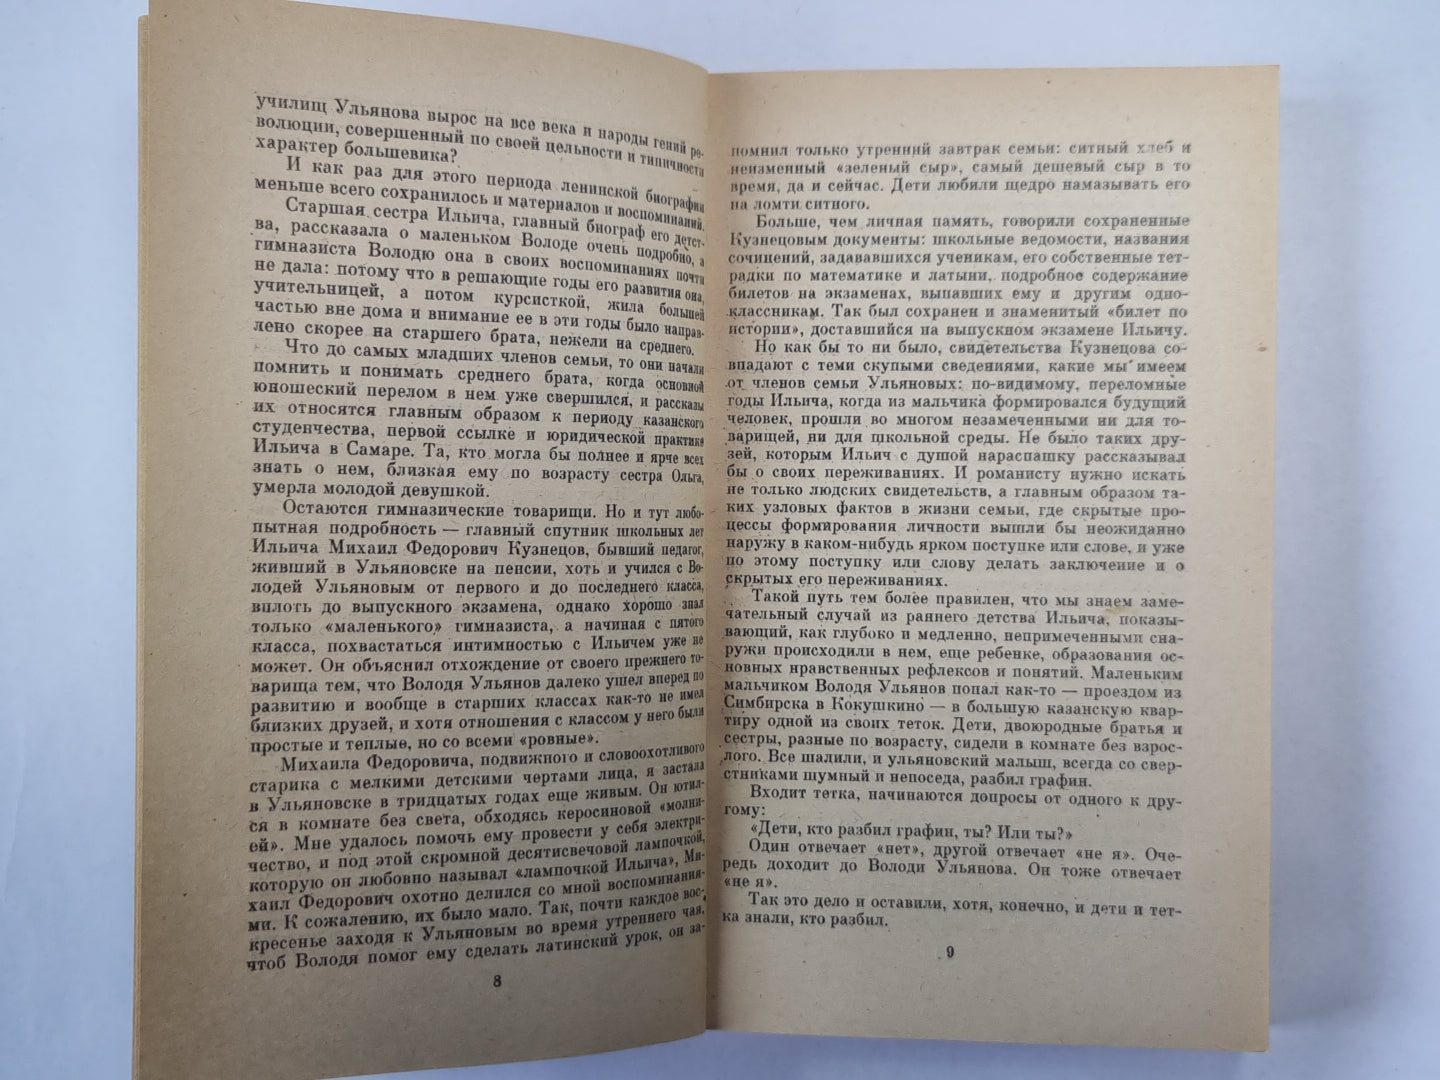 училищ Ульянова вырос на все века и народы гений ре-
волюции, совершенный по своей цельности и типичности
характер большевика?
И как раз для этого периода ленинской биографии
меньше всего сохранилось и материалов и воспоминаний.
Старшая сестра Ильича, главный биограф его детст-
ва, рассказала о маленьком Володе очень подробно, а
гимназиста Володю она в своих воспоминаниях почти
не дала: потому что в решающие годы его развития она,
учительницей, а потом курсисткой, жила большей
частью вне дома и внимание ее в эти годы было направ-
лено скорее на старшего брата, нежели на среднего.
Что до самых младших членов семьи, то они начали
помнить и понимать среднего брата, когда основной
юношеский перелом в нем уже свершился, и рассказы
их относятся главным образом к периоду казанского
студенчества, первой ссылке и юридической практике
Ильича в Самаре. Та, кто могла бы полнее и ярче всех
знать о нем, близкая ему по возрасту сестра Ольга,
умерла молодой девушкой.
Остаются гимназические товарищи. Но и тут любо-
пытная подробность — главный спутник школьных лет
Ильича Михаил Федорович Кузнецов, бывший педагог,
живший в Ульяновске на пенсии, хоть и учился с Во-
лодей Ульяновым от первого и до последнего класса,
вплоть до выпускного экзамена, однако хорошо знал
только «маленького» гимназиста, а начиная с пятого
класса, похвастаться интимностью с Ильичем уже не
может. Он объяснил отхождение от своего прежнего то-
варища тем, что Володя Ульянов далеко ушел вперед по
развитию и вообще в старших классах как-то не имел
близких друзей, и хотя отношения с классом у него были
простые и теплые, но со всеми «ровные».
Михаила Федоровича, подвижного и словоохотливого
старика с мелкими детскими чертами лица, я застала
в Ульяновске в тридцатых годах еще живым. Он ютил-
ся в комнате без света, обходясь керосиновой «молни-
ей». Мне удалось помочь ему провести у себя электри-
чество, и под этой скромной десятисвечовой лампочкой,
которую он любовно называл «лампочкой Ильича», Ми-
хаил Федорович охотно делился со мной воспоминания-
ми. К сожалению, их было мало. Так, почти каждое вос-
кресенье заходя к Ульяновым во время утреннего чая,
чтоб Володя помог ему сделать латинский урок, он за-
8
помнил только утренний завтрак семьи: ситный хлеб и
неизменный «зеленый сыр», самый дешевый сыр в то
время, да и сейчас. Дети любили щедро намазывать его
на ломти ситного.
Больше, чем личная память, говорили сохраненные
Кузнецовым документы: школьные ведомости, названия
сочинений, задававшихся ученикам, его собственные тет-
радки по математике и латыни, подробное содержание
билетов на экзаменах, выпавших ему и другим одно-
классникам. Так был сохранен и знаменитый «билет по
истории», доставшийся на выпускном экзамене Ильичу.
Но как бы то ни было, свидетельства Кузнецова со-
впадают с теми скупыми сведениями, какие мы имеем
от членов семьи Ульяновых: по-видимому, переломные
годы Ильича, когда из мальчика формировался будущий
человек, прошли во многом незамеченными ни для то-
варищей, ни для школьной среды. Не было таких дру-
зей, которым Ильич с душой нараспашку рассказывал
бы о своих переживаниях. И романисту нужно искать
не только людских свидетельств, а главным образом та-
ких узловых фактов в жизни семьи, где скрытые про-
цессы формирования личности вышли бы неожиданно
наружу в каком-нибудь ярком поступке или слове, и уже
по этому поступку или слову делать заключение и о
скрытых его переживаниях.
Такой путь тем более правилен, что мы знаем заме-
чательный случай из раннего детства Ильича, показы-
вающий, как глубоко и медленно, непримеченными сна-
ружи происходили в нем, еще ребенке, образования ос-
новных нравственных рефлексов и понятий. Маленьким
мальчиком Володя Ульянов попал как-то — проездом из
Симбирска в Кокушкино — в большую казанскую квар-
тиру одной из своих теток. Дети, двоюродные братья и
сестры, разные по возрасту, сидели в комнате без взрос-
лого. Все шалили, и ульяновский малыш, всегда со свер-
стниками шумный и непоседа, разбил графин.
Входит тетка, начинаются допросы от одного к дру-
гому:
«Дети, кто разбил графин, ты? Или ты?»
Один отвечает «нет», другой отвечает «не я». Оче-
редь доходит до Володи Ульянова. Он тоже отвечает
«не я».
Так это дело и оставили, хотя, конечно, и дети и тет-
ка знали, кто разбил.
9